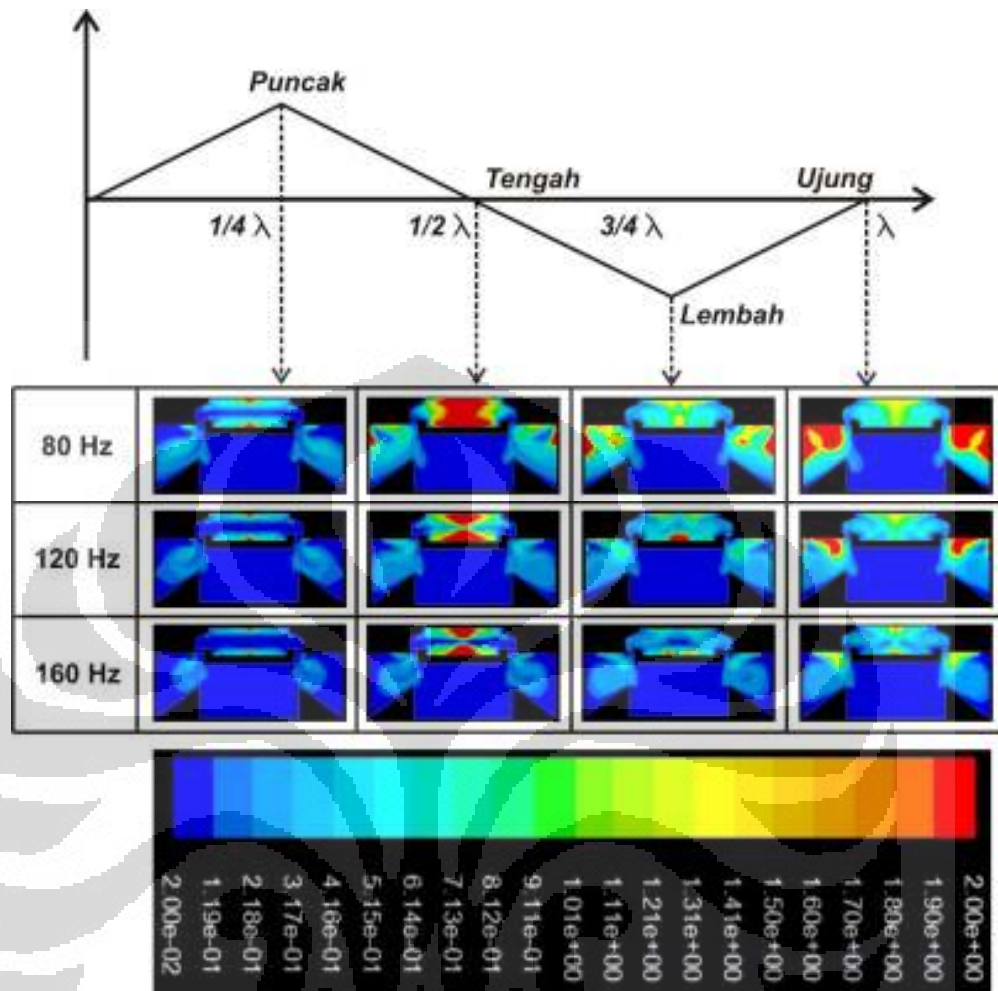 Puncak
Tengah
Ujung
1/4 λ
1/2 λ
3/4 λ
λ
Lembah
80 Hz
120 Hz
160 Hz
2.00e-02
1.19e-01
2.18e-01
3.17e-01
4.16e-01
5.15e-01
6.14e-01
7.13e-01
8.12e-01
9.11e-01
1.01e+00
1.11e+00
1.21e+00
1.31e+00
1.41e+00
1.50e+00
1.60e+00
1.70e+00
1.80e+00
1.90e+00
2.00e+00